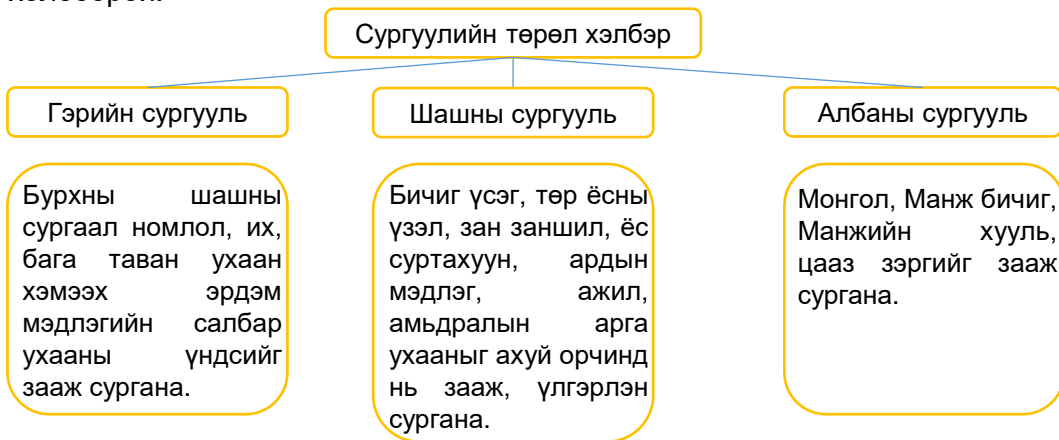 Сургуулийн төрөл хэлбэр
Гэрийн сургууль
Шашны сургууль
Албаны сургууль
Бурхны шашны
сургаал номлол, их,
бага таван ухаан
хэмээх эрдэм
мэдлэгийн салбар
ухааны үндсийг
зааж сургана.
Бичиг үсэг, төр ёсны
үзэл, зан заншил, ёс
суртахуун, ардын
мэдлэг, ажил,
амьдралын арга
ухааныг ахуй орчинд
нь зааж, үлгэрлэн
сургана.
Монгол, Манж бичиг,
Манжийн хууль,
цааз зэргийг зааж
сургана.